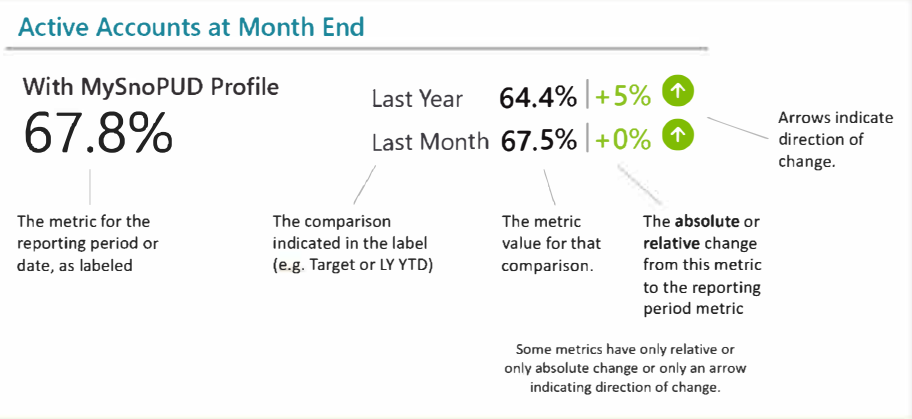 Active Accounts at Month End
With MySnoPUD Profile
67.8%
Last Year 64.4% +5%
Last Month 67.5% +0%
Arrows indicate
direction of
change.
The metric for the
reporting period or
date, as labeled
The comparison
indicated in the label
(e.g. Target or LY YTD)
The metric
value for that
comparison.
The absolute or
relative change
from this metric
to the reporting
period metric
Some metrics have only relative or
only absolute change or only an arrow
indicating direction of change.